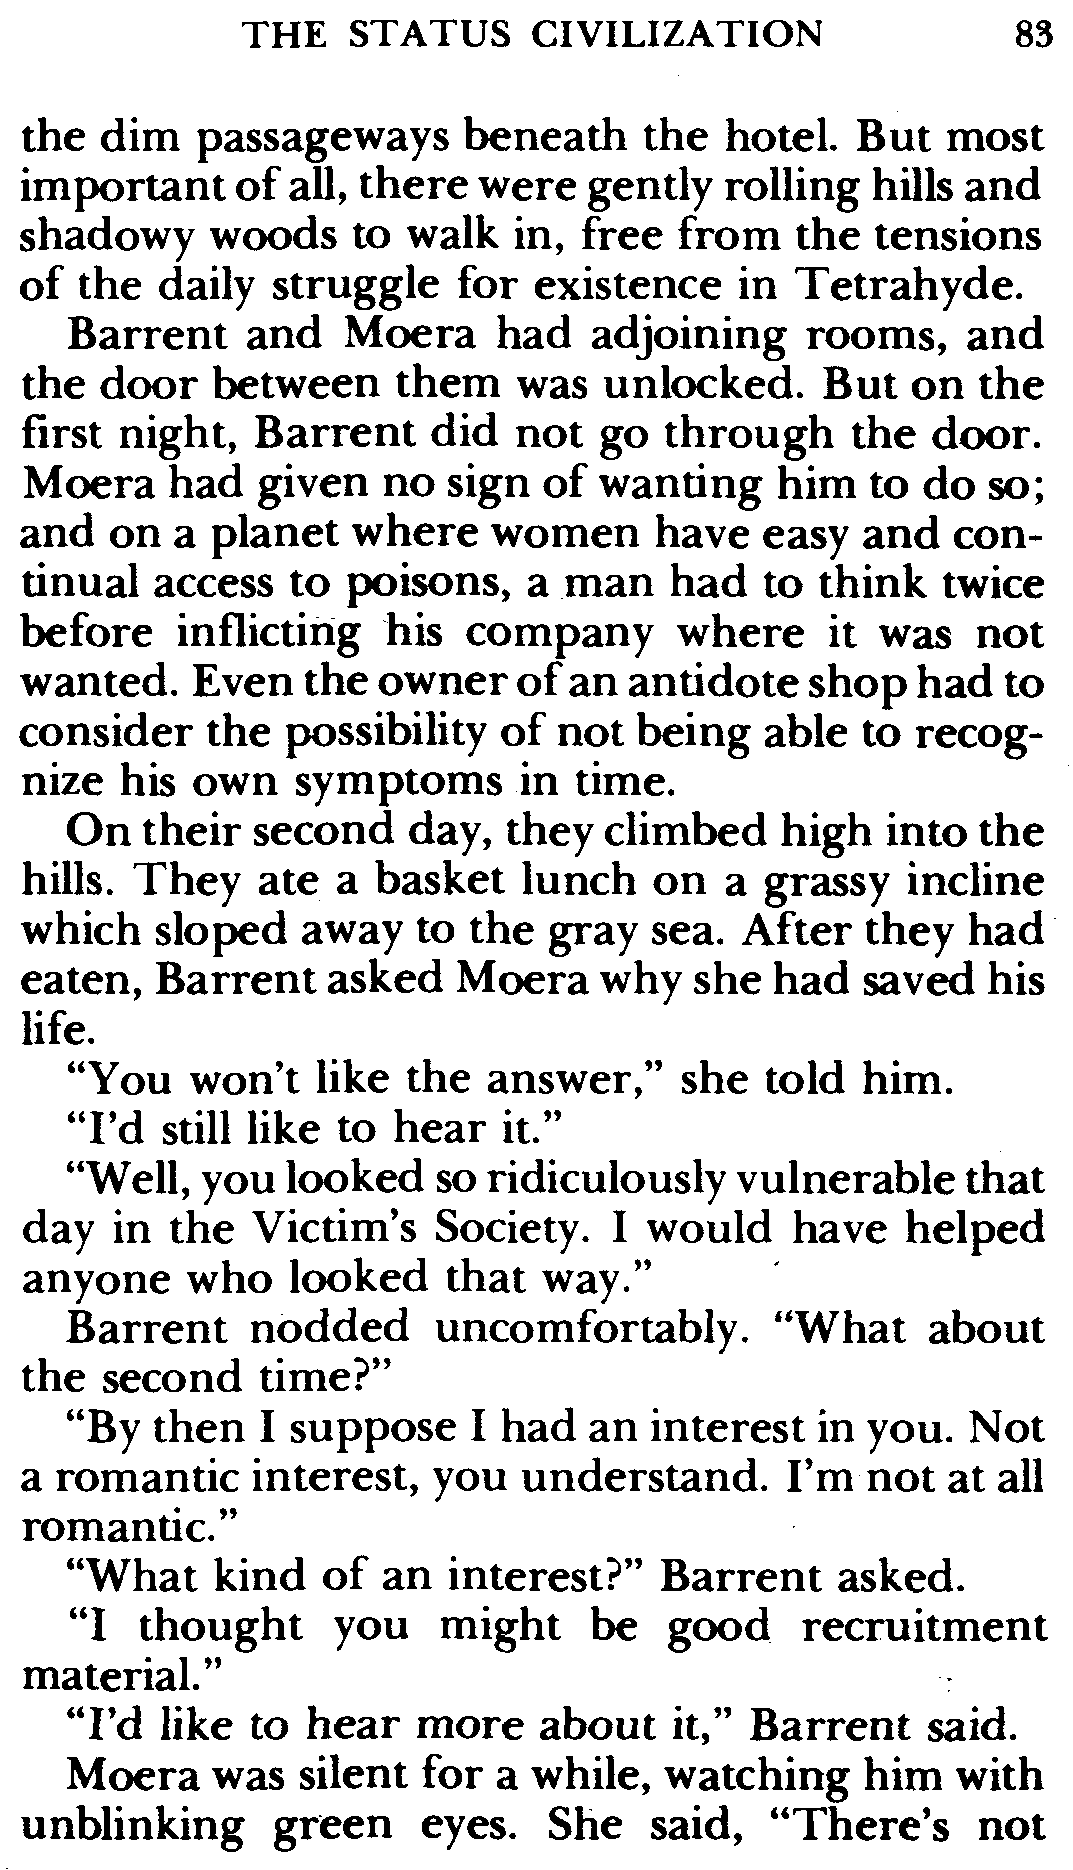 THE STATUS CIVILIZATION 83
the dim passageways beneath the hotel. But most
important of all, there were gently rolling hills and
shadowy woods to walk in, free from the tensions
of the daily struggle for existence in Tetrahyde.
Barrent and Moera had adjoining rooms, and
the door between them was unlocked. But on the
first night, Barrent did not go through the door.
Moera had given no sign of wanting him to do so;
and on a planet where women have easy and con-
tinual access to poisons, a man had to think twice
before inflicting his company where it was not
wanted. Even the owner of an antidote shop had to
consider the possibility of not being able to recog-
nize his own symptoms in time.
On their second day, they climbed high into the
hills. They ate a basket lunch on a grassy incline
which sloped away to the gray sea. After they had
eaten, Barrent asked Moera why she had saved his
life.
“You won’t like the answer,” she told him.
“I’d still like to hear it.”
“Well, you looked so ridiculously vulnerable that
day in the Victim’s Society. I would have helped
anyone who looked that way.”
Barrent nodded uncomfortably. “What about
the second time?”
“By then I suppose I had an interest in you. Not
a romantic interest, you understand. I’m not at all
romantic.”
“What kind of an interest?” Barrent asked.
“I thought you might be good recruitment
material.”
“I’d like to hear more about it,” Barrent said.
Moera was silent for a while, watching him with
unblinking green eyes. She said, “There’s not